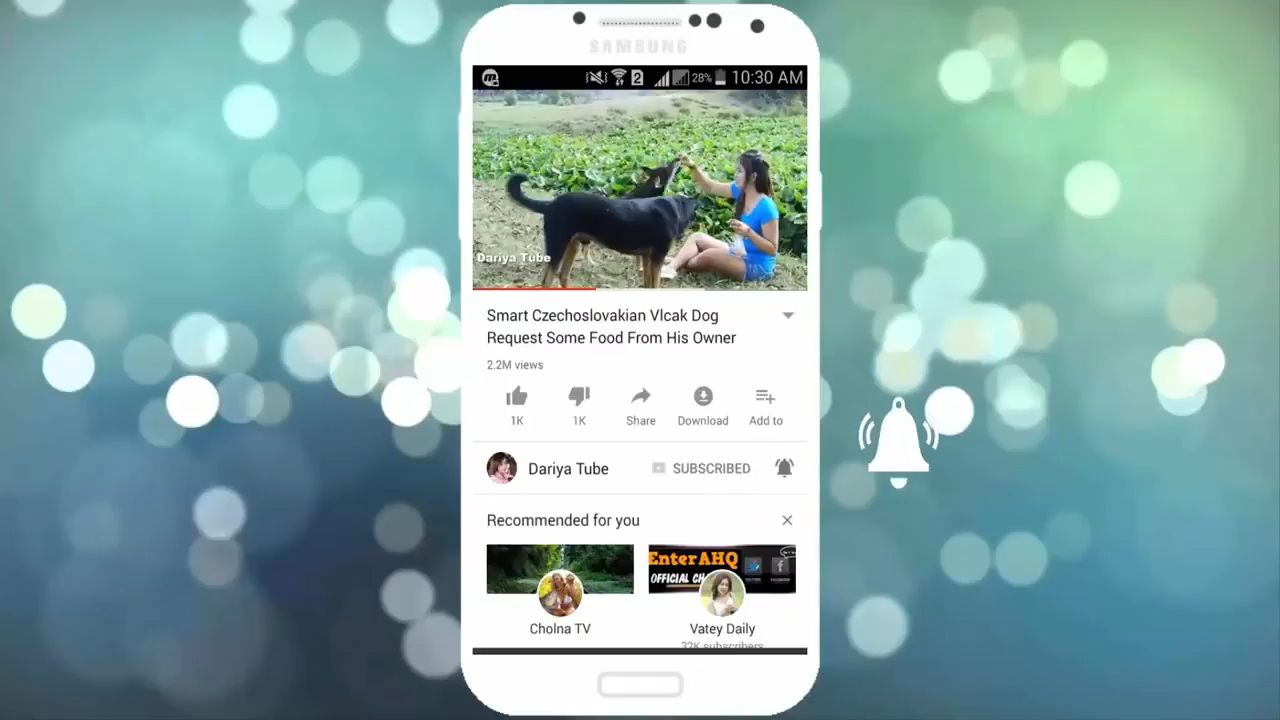 SAMSUNG
2 28% 10:30 AM
Dariya Tube
Smart Czechoslovakian Vlcak Dog
Request Some Food From His Owner
2.2M views
1K 1K Share Download Add to
Dariya Tube SUBSCRIBED
Recommended for you
EnterAHQ
OFFICIAL
Cholna TV Vatey Daily
32K subscribers